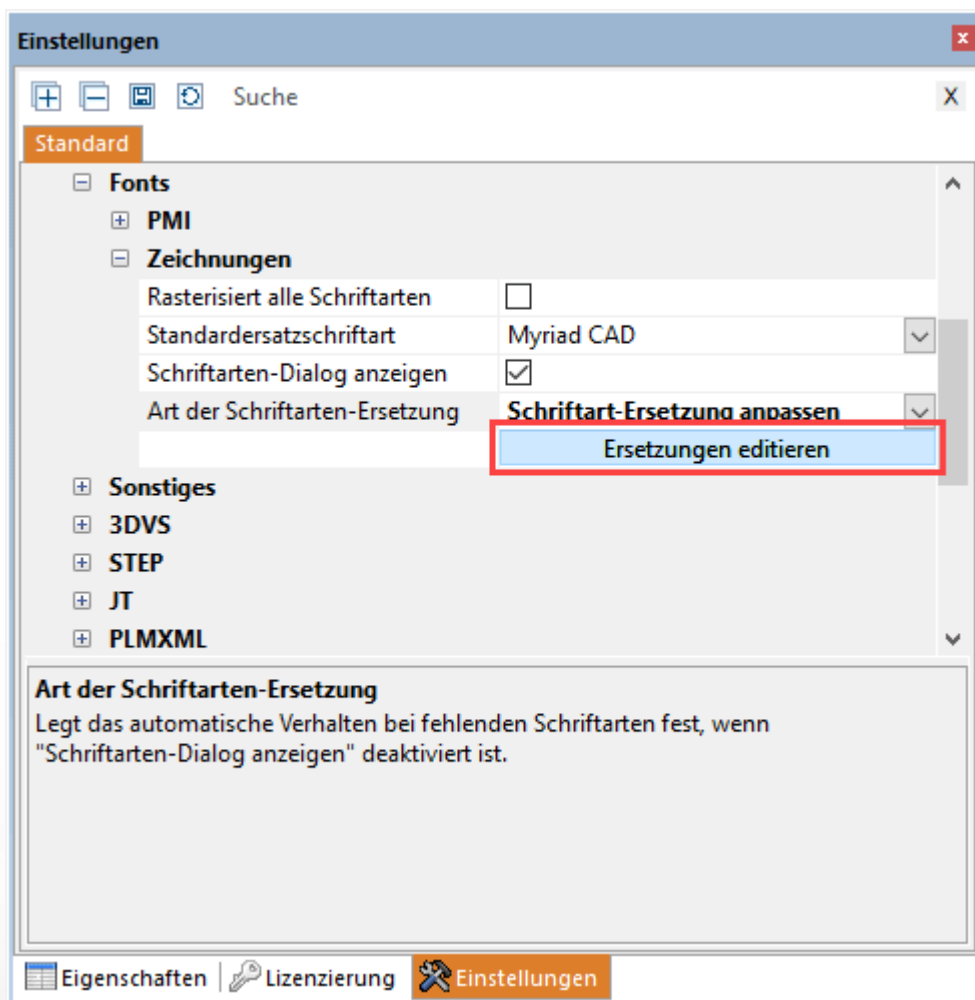 Einstellungen
x
Suche
X
Standard
Fonts
PMI
Zeichnungen
Rasterisiert alle Schriftarten
Standardersatzschriftart Myriad CAD
Schriftarten-Dialog anzeigen
Art der Schriftarten-Ersetzung Schriftart-Ersetzung anpassen
Ersetzungen editieren
Sonstiges
3DVS
STEP
JT
PLMXML
Art der Schriftarten-Ersetzung
Legt das automatische Verhalten bei fehlenden Schriftarten fest, wenn
"Schriftarten-Dialog anzeigen" deaktiviert ist.
Eigenschaften Lizenzierung Einstellungen